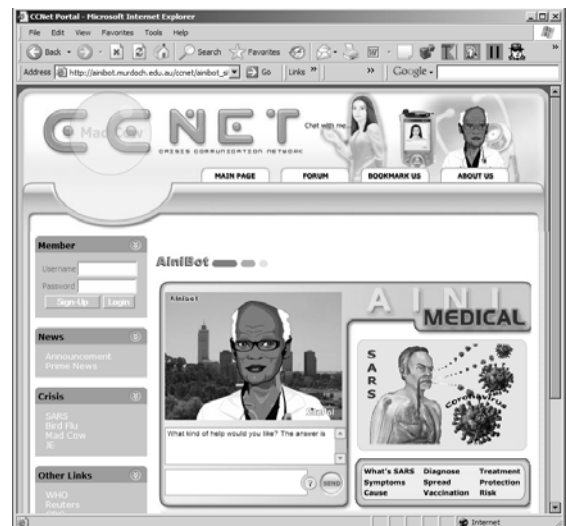 CCNet Portal - Microsoft Internet Explorer
File Edit View Favorites Tools Help
Back Search Favorites
Address http://ainibot.murdoch.edu.au/ccnet/ainibot_s Go Links » » Google
CCNET
Mad Cow
CRISIS COMMUNICATION NETWORK
Chat with me...
MAIN PAGE FORUM BOOKMARK US ABOUT US
Member
Username
Password
Sign-Up Login
News
Announcement
Prime News
Crisis
SARS
Bird Flu
Mad Cow
JE
Other Links
WHO
Reuters
AiniBot
Ainibot
What kind of help would you like? The answer is
? SEND
AINI
MEDICAL
SARS
Coronavirus
What's SARS Diagnose Treatment
Symptoms Spread Protection
Cause Vaccination Risk
Internet